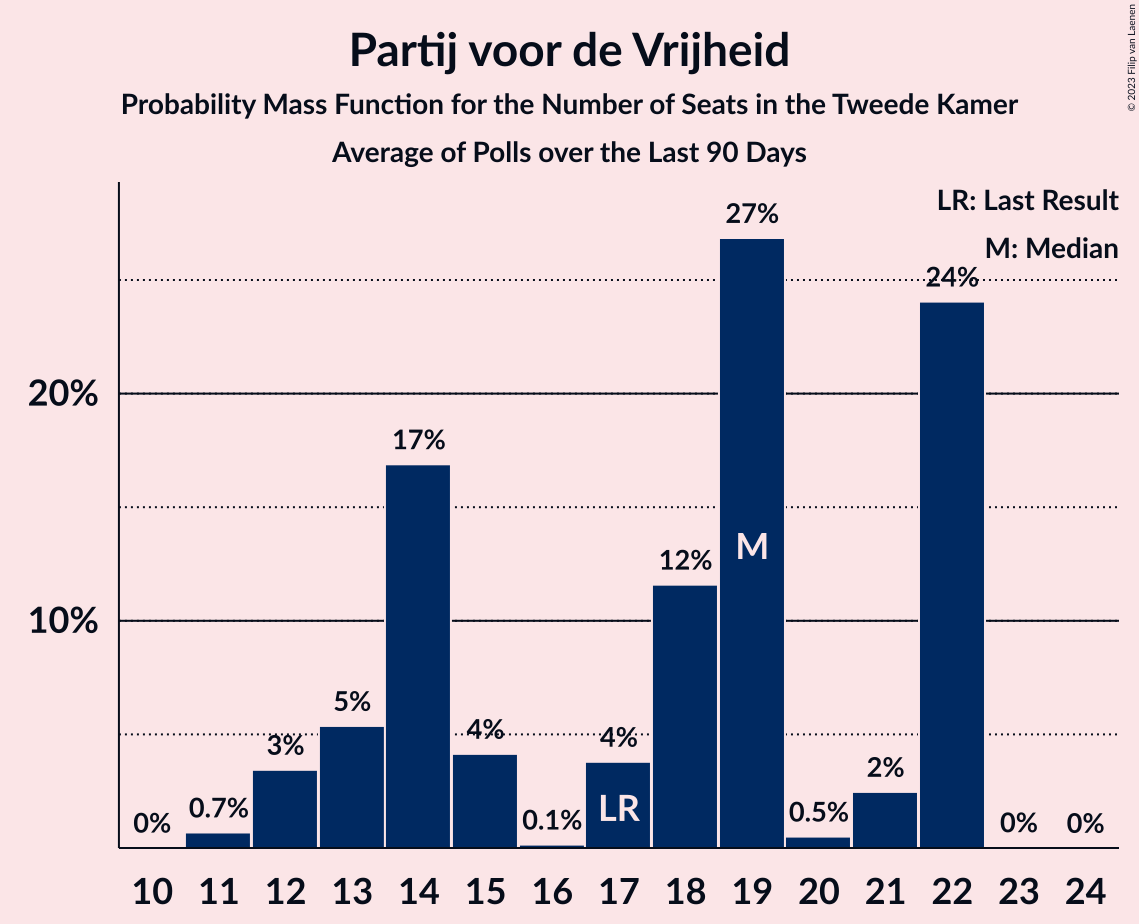 Partij voor de Vrijheid
Probability Mass Function for the Number of Seats in the Tweede Kamer
Average of Polls over the Last 90 Days
© 2023 Filip van Laenen
LR: Last Result
M: Median
20%
10%
0%
0.7%
3%
5%
17%
4%
0.1%
4%
12%
27%
0.5%
2%
24%
0%
0%
LR
M
10 11 12 13 14 15 16 17 18 19 20 21 22 23 24